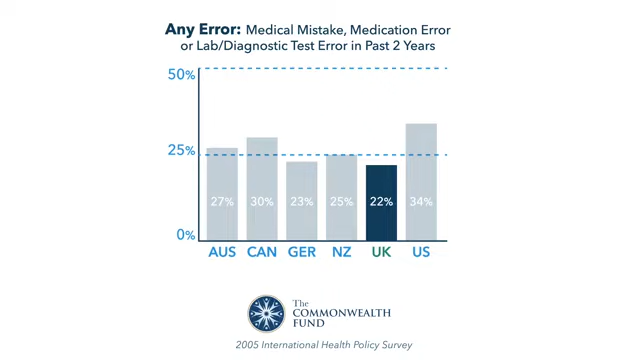 Any Error: Medical Mistake, Medication Error
or Lab/Diagnostic Test Error in Past 2 Years
50%
25%
0%
27%
30%
23%
25%
22%
34%
AUS
CAN
GER
NZ
UK
US
The
COMMONWEALTH
FUND
2005 International Health Policy Survey